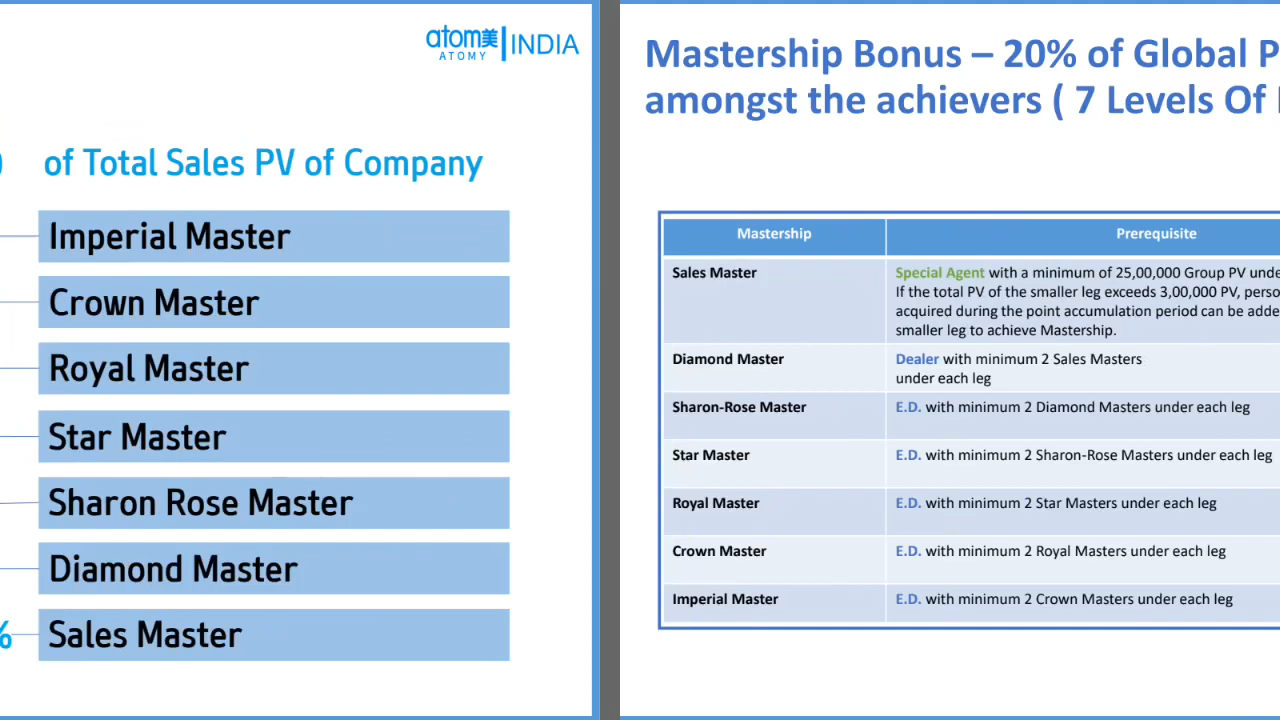 atom美 INDIA
ATOMY
of Total Sales PV of Company
Imperial Master
Crown Master
Royal Master
Star Master
Sharon Rose Master
Diamond Master
% Sales Master
Mastership Bonus – 20% of Global P
amongst the achievers ( 7 Levels Of
Mastership Prerequisite
Sales Master Special Agent with a minimum of 25,00,000 Group PV unde
If the total PV of the smaller leg exceeds 3,00,000 PV, perso
acquired during the point accumulation period can be adde
smaller leg to achieve Mastership.
Diamond Master Dealer with minimum 2 Sales Masters
under each leg
Sharon-Rose Master E.D. with minimum 2 Diamond Masters under each leg
Star Master E.D. with minimum 2 Sharon-Rose Masters under each leg
Royal Master E.D. with minimum 2 Star Masters under each leg
Crown Master E.D. with minimum 2 Royal Masters under each leg
Imperial Master E.D. with minimum 2 Crown Masters under each leg